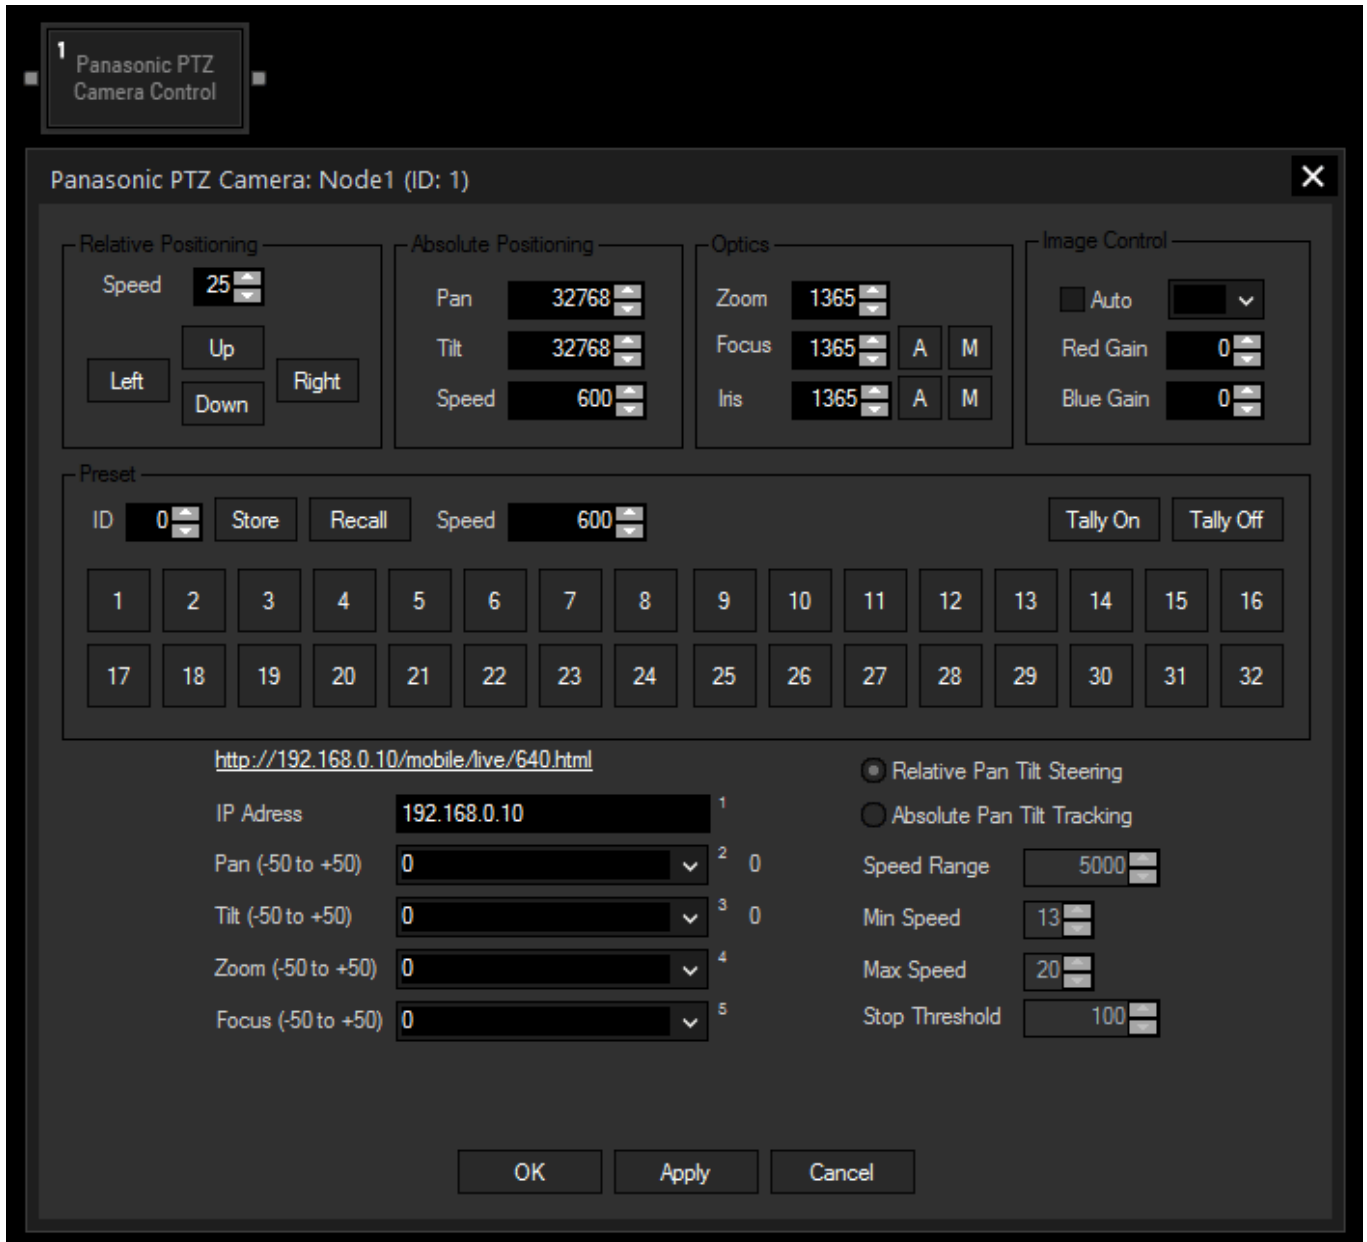 1
Panasonic PTZ
Camera Control
Panasonic PTZ Camera: Node1 (ID: 1)
Relative Positioning
Speed 25
Up
Left Right
Down
Absolute Positioning
Pan 32768
Tilt 32768
Speed 600
Optics
Zoom 1365
Focus 1365 A M
Iris 1365 A M
Image Control
Auto
Red Gain 0
Blue Gain 0
Preset
ID 0 Store Recall Speed 600 Tally On Tally Off
1 2 3 4 5 6 7 8 9 10 11 12 13 14 15 16
17 18 19 20 21 22 23 24 25 26 27 28 29 30 31 32
http://192.168.0.10/mobile/live/640.html
IP Adress 192.168.0.10 1
Pan (-50 to +50) 0 2 0
Tilt (-50 to +50) 0 3 0
Zoom (-50 to +50) 0 4
Focus (-50 to +50) 0 5
Relative Pan Tilt Steering
Absolute Pan Tilt Tracking
Speed Range 5000
Min Speed 13
Max Speed 20
Stop Threshold 100
OK Apply Cancel